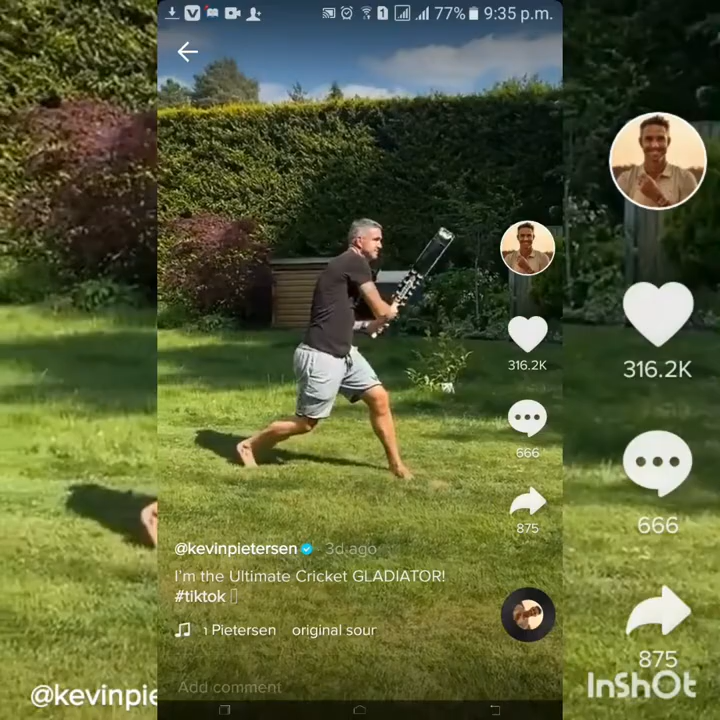 77% 9:35 p.m.
316.2K
316.2K
666
666
875
875
@kevinpietersen - 3d ago
I'm the Ultimate Cricket GLADIATOR!
#tiktok
Pietersen original soun
Add comment
@kevinpie
InShOt